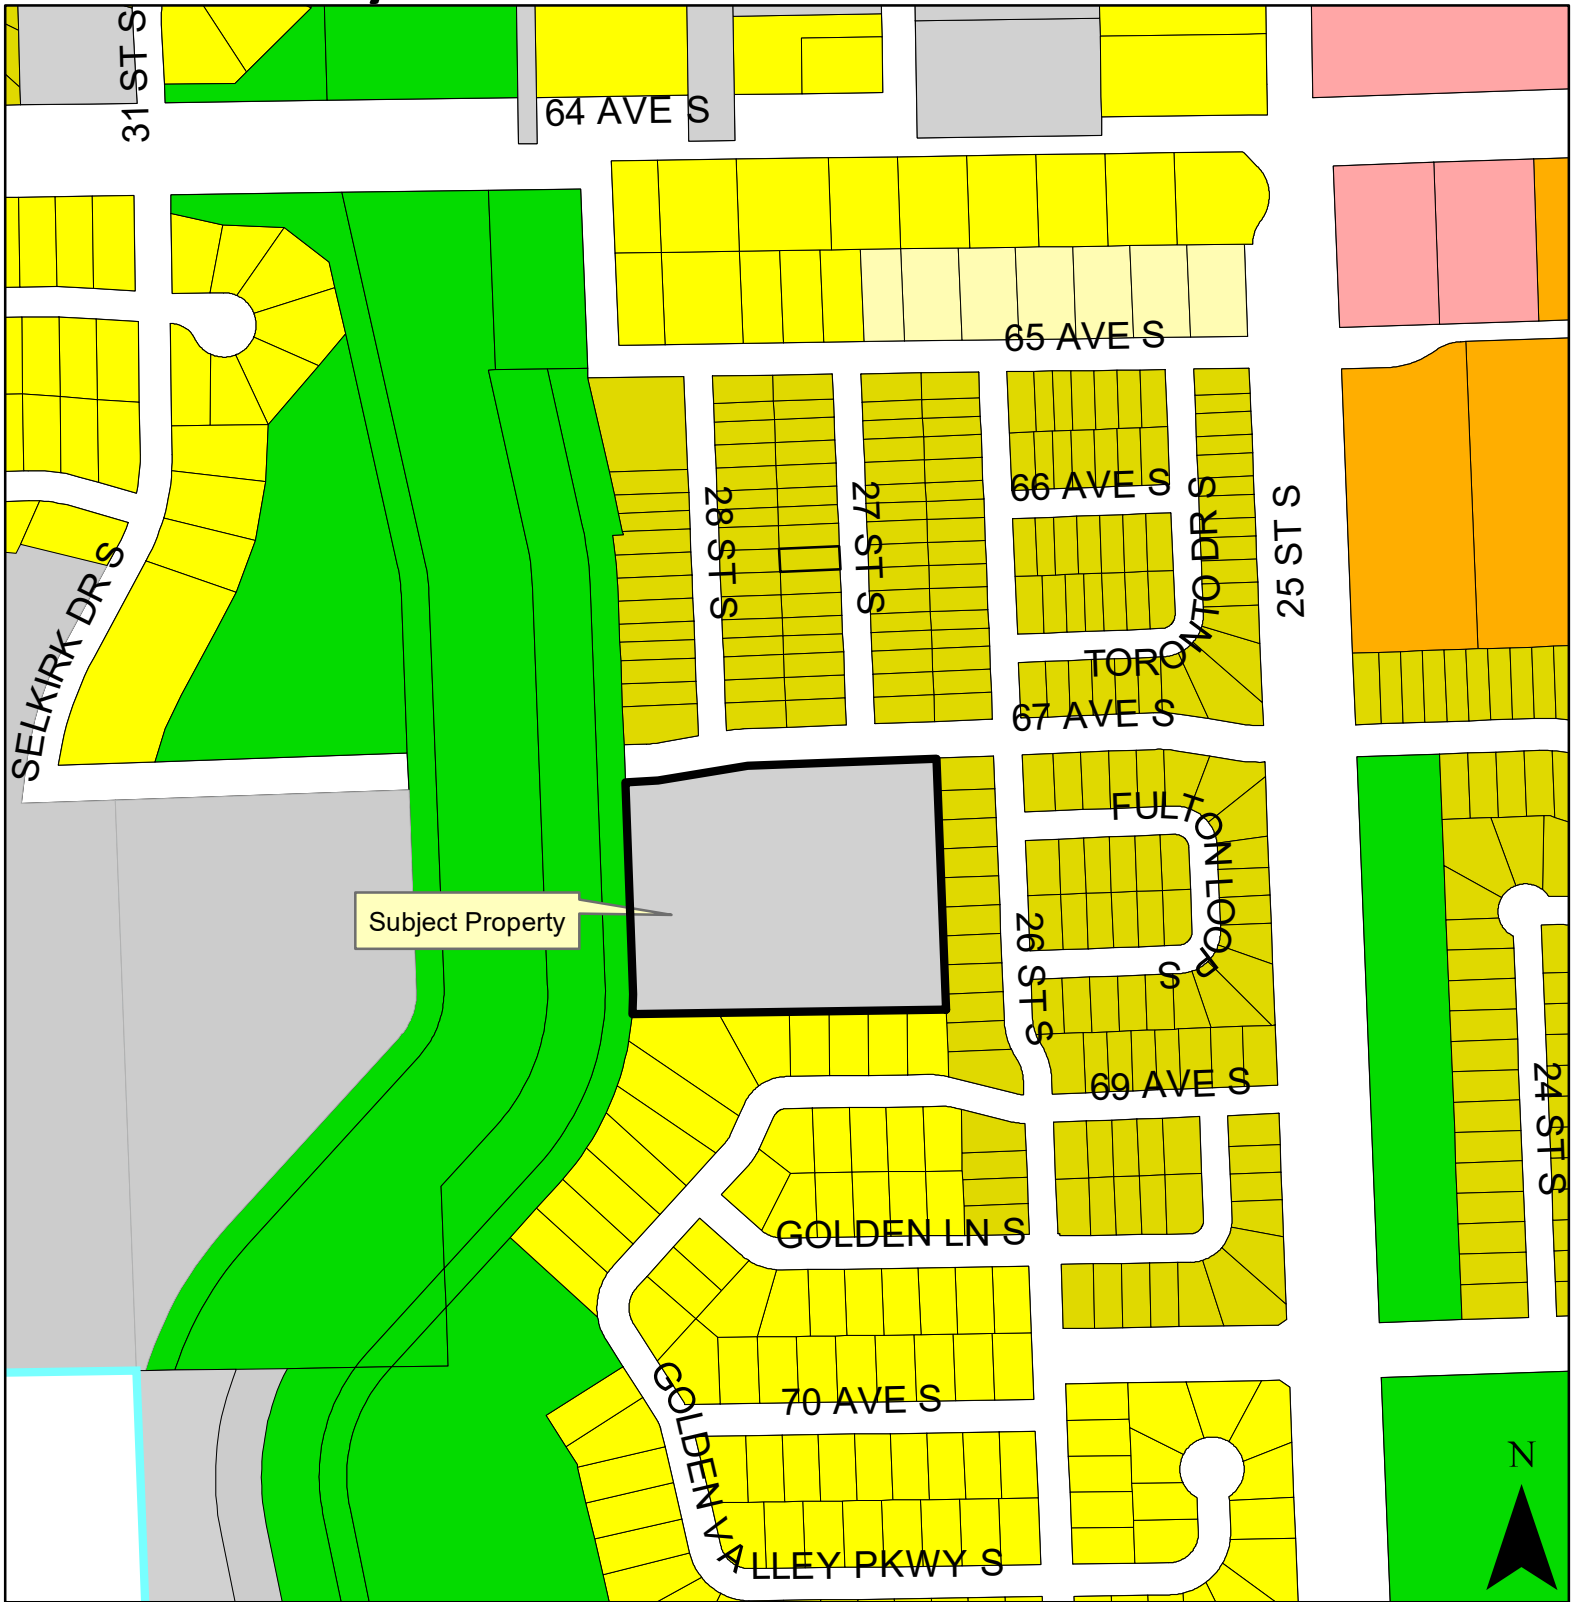 31 ST S
64 AVE S
65 AVE S
66 AVE S
28 ST S
27 ST S
TORONTO DR S
25 ST S
SELKIRK DR S
67 AVE S
FULTON LOOP S
Subject Property
26 ST S
69 AVE S
24 ST S
GOLDEN LN S
70 AVE S
GOLDEN VALLEY PKWY S
N